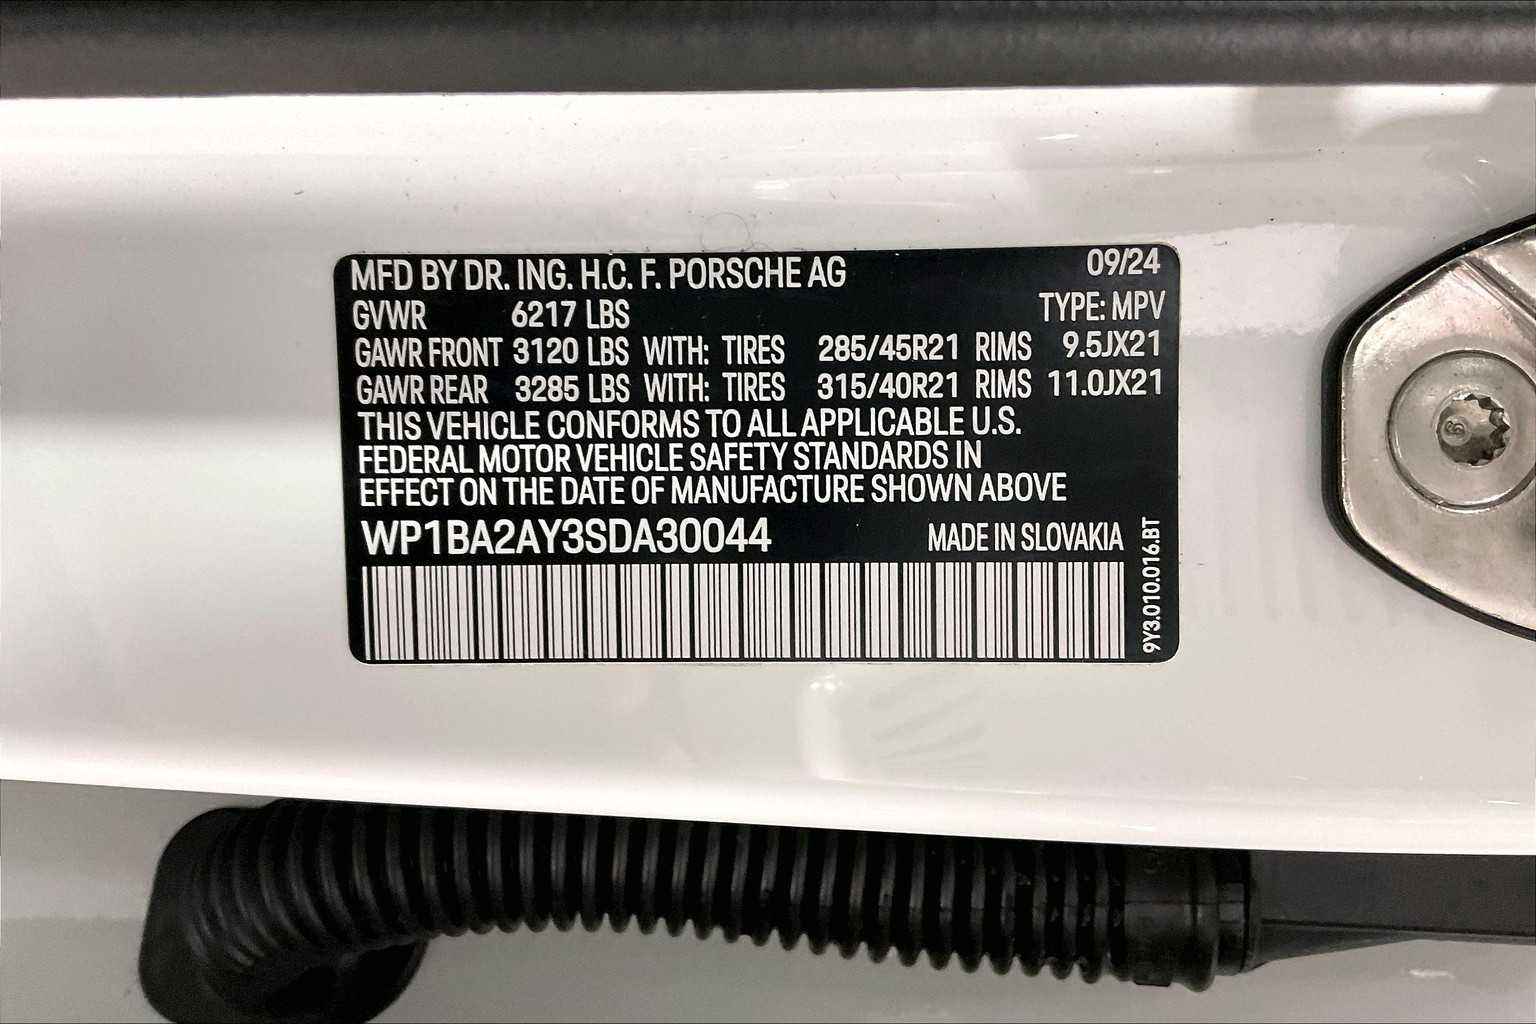 MFD BY DR. ING. H.C. F. PORSCHE AG 09/24
GVWR 6217 LBS TYPE: MPV
GAWR FRONT 3120 LBS WITH: TIRES 285/45R21 RIMS 9.5JX21
GAWR REAR 3285 LBS WITH: TIRES 315/40R21 RIMS 11.0JX21
THIS VEHICLE CONFORMS TO ALL APPLICABLE U.S.
FEDERAL MOTOR VEHICLE SAFETY STANDARDS IN
EFFECT ON THE DATE OF MANUFACTURE SHOWN ABOVE
WP1BA2AY3SDA30044 MADE IN SLOVAKIA
9Y3.010.016.BT